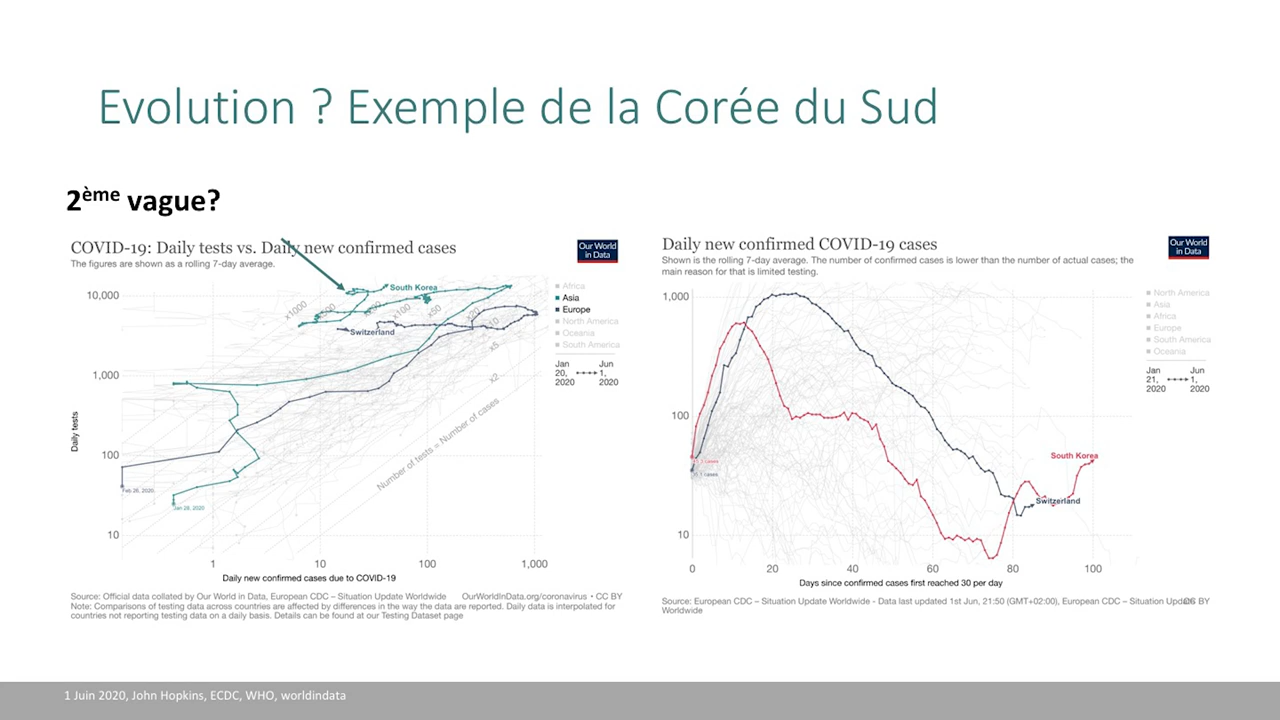 Evolution ? Exemple de la Corée du Sud
2ème vague?
COVID-19: Daily tests vs. Daily new confirmed cases
The figures are shown as a rolling 7-day average.
Our World
in Data
10,000
1,000
100
10
Daily tests
1
10
100
1,000
Daily new confirmed cases due to COVID-19
South Korea
Switzerland
x1000
x100
x50
x10
x5
x2
Number of tests = Number of cases
Feb 28, 2020
Jan 28, 2020
Africa
Asia
Europe
North America
Oceania
South America
Jan
20,
2020
Jun
1,
2020
Source: Official data collated by Our World in Data, European CDC – Situation Update Worldwide OurWorldInData.org/coronavirus • CC BY
Note: Comparisons of testing data across countries are affected by differences in the way the data are reported. Daily data is interpolated for
countries not reporting testing data on a daily basis. Details can be found at our Testing Dataset page
Daily new confirmed COVID-19 cases
Shown is the rolling 7-day average. The number of confirmed cases is lower than the number of actual cases; the
main reason for that is limited testing.
Our World
in Data
1,000
100
10
0
20
40
60
80
100
Days since confirmed cases first reached 30 per day
South Korea
Switzerland
cases
cases
North America
Asia
Africa
Europe
South America
Oceania
Jan
21,
2020
Jun
1,
2020
Source: European CDC – Situation Update Worldwide - Data last updated 1st Jun, 21:50 (GMT+02:00), European CDC – Situation Update CC BY
Worldwide
1 Juin 2020, John Hopkins, ECDC, WHO, worldindata